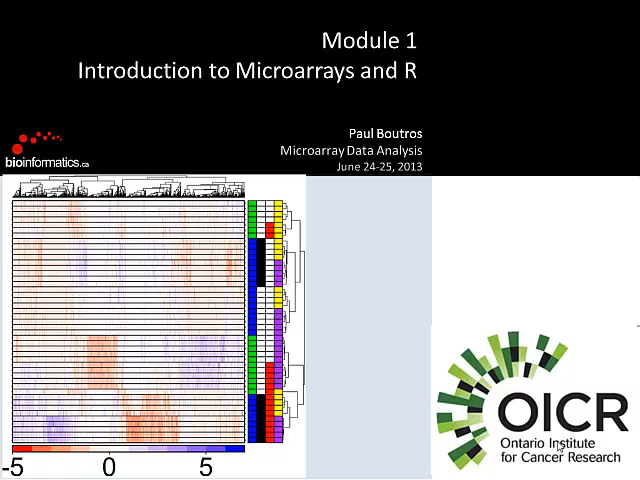 Module 1
Introduction to Microarrays and R
Paul Boutros
Microarray Data Analysis
June 24-25, 2013
bioinformatics.ca
-5 0 5
OICR
Ontario Institute
for Cancer Research